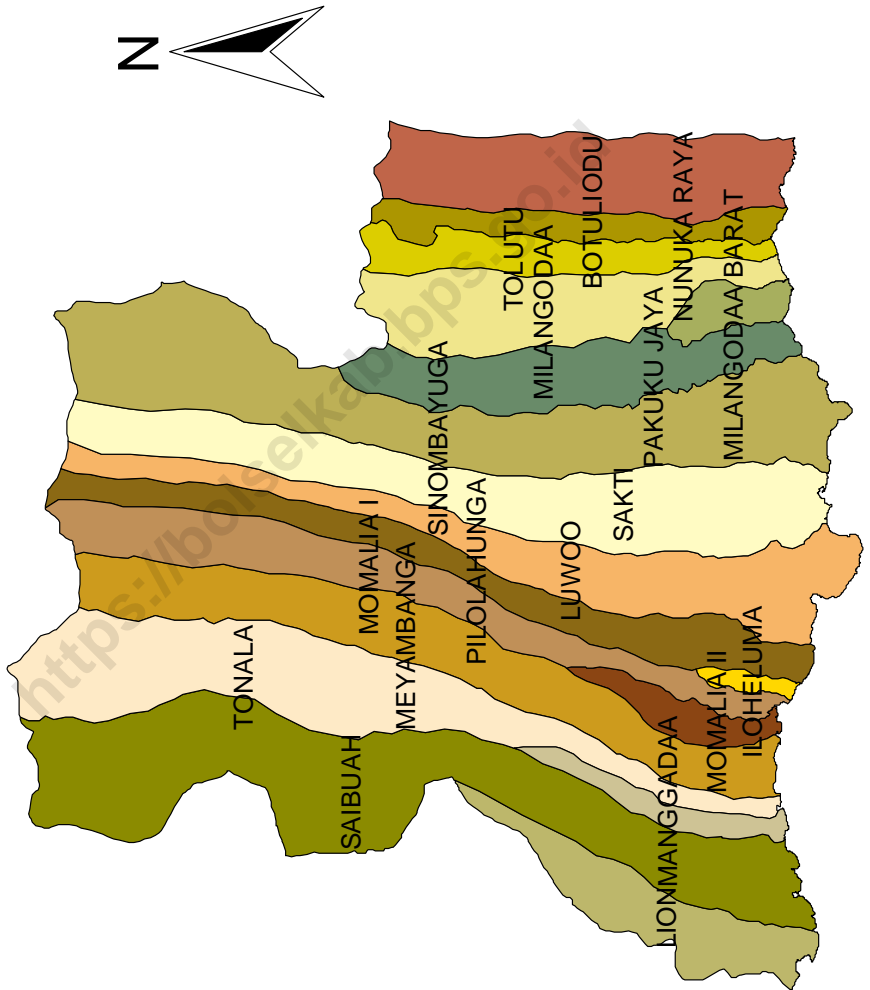 N
BOTULIODU
NUNUKA RAYA
TOLUTU
MILANGODAA
MILANGODAA BARAT
PAKUKU JAYA
SINOMBAYUGA
SAKTI
LUWOO
PILOLAHUNGA
MOMALIA I
MEYAMBANGA
ILOHELUMA
MOMALIA II
TONALA
SAIBUAH
LIONMANGGADAA
https://bolselkab.bps.go.id